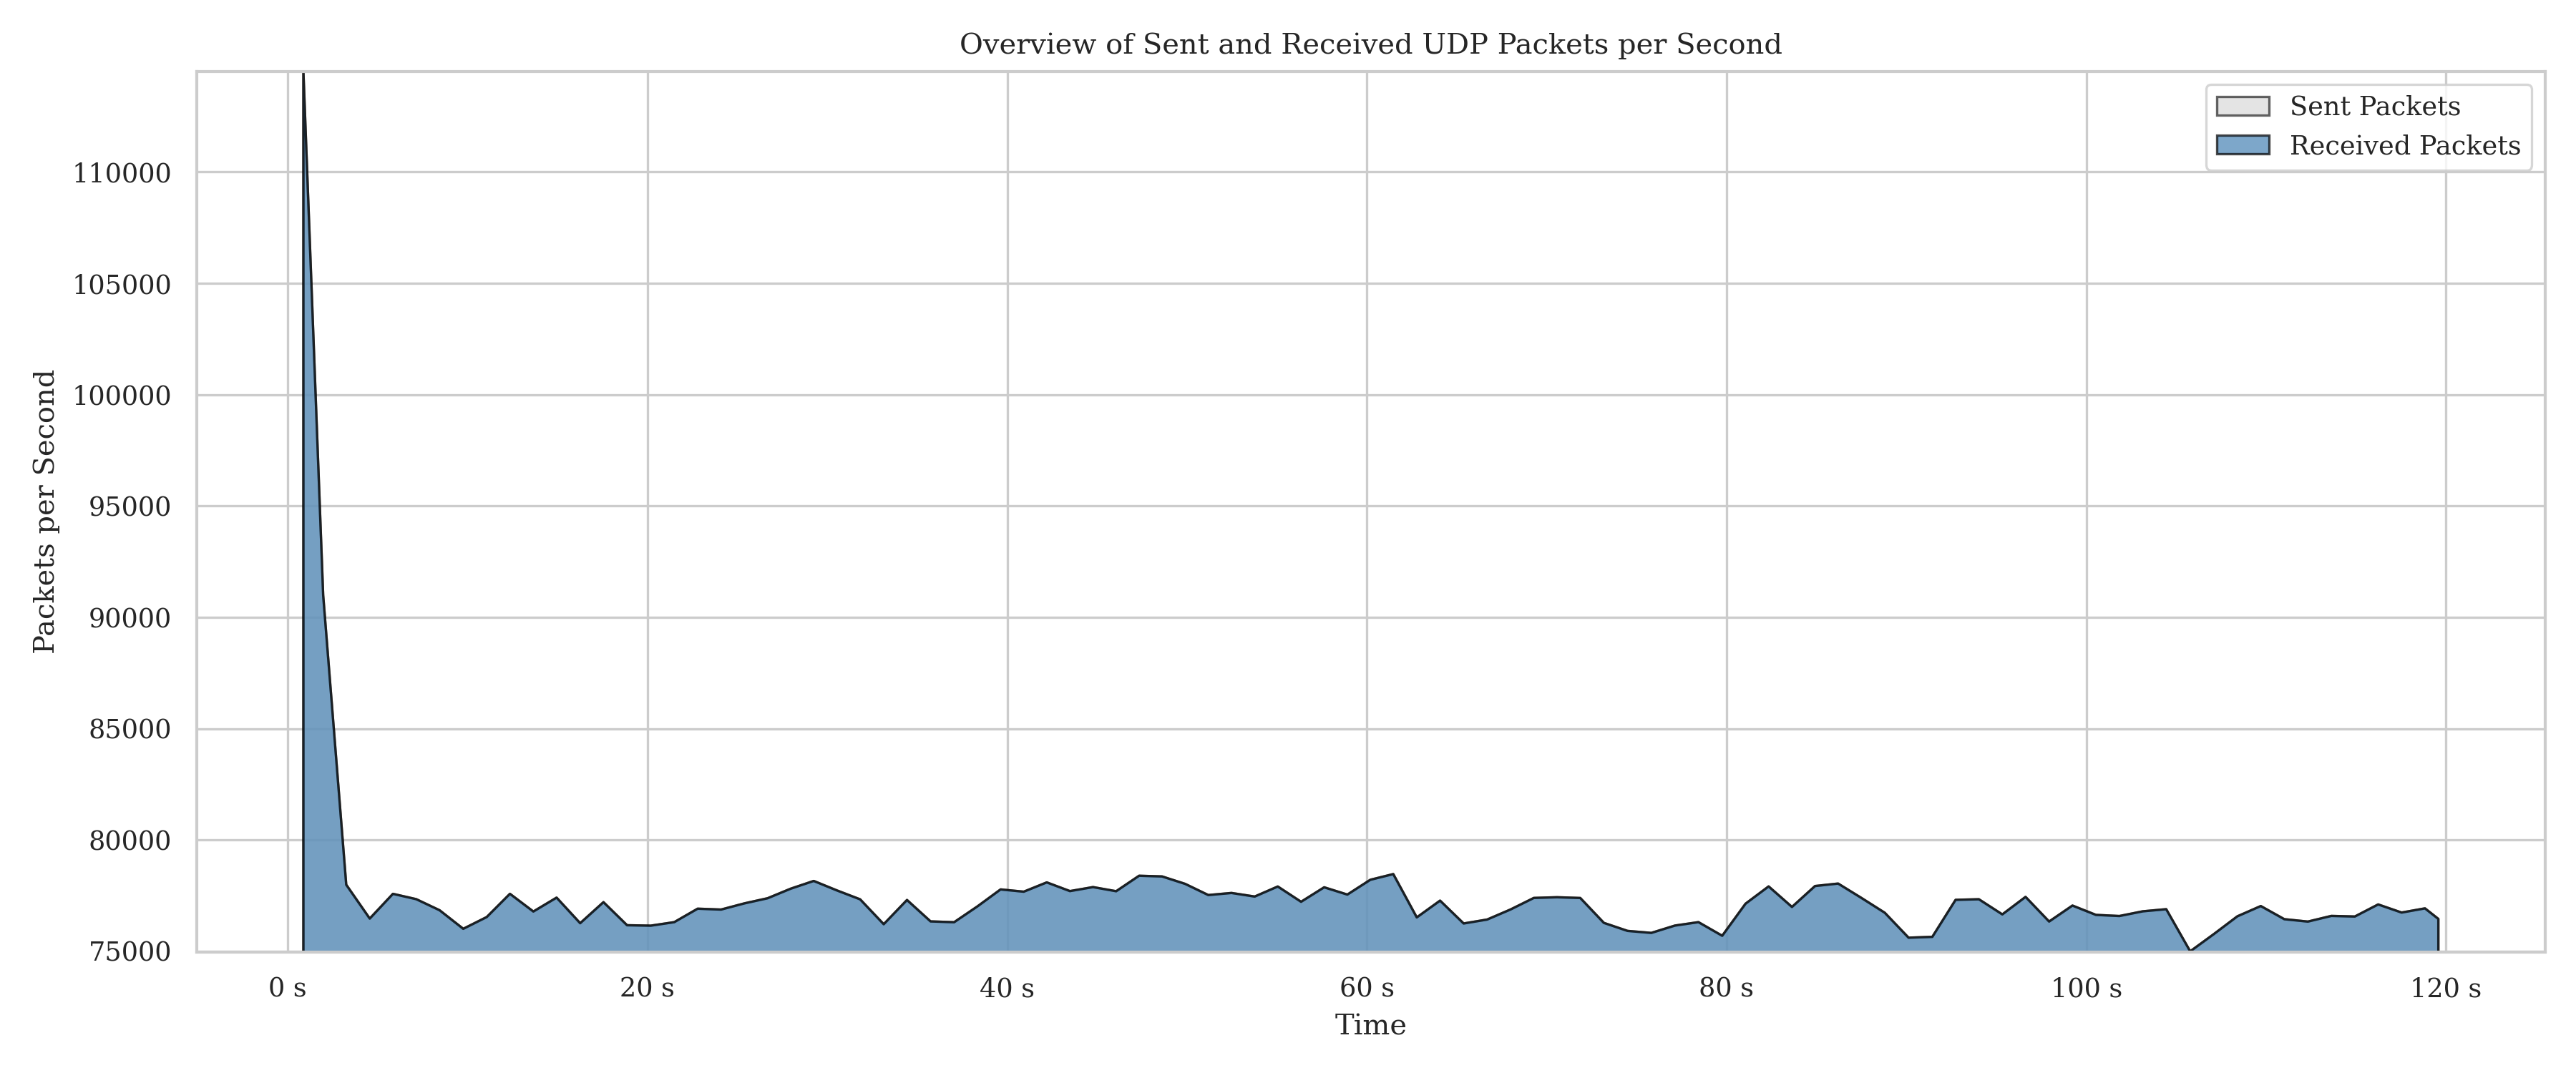 Overview of Sent and Received UDP Packets per Second
Sent Packets
Received Packets
Packets per Second
110000
105000
100000
95000
90000
85000
80000
75000
0 s
20 s
40 s
60 s
80 s
100 s
120 s
Time